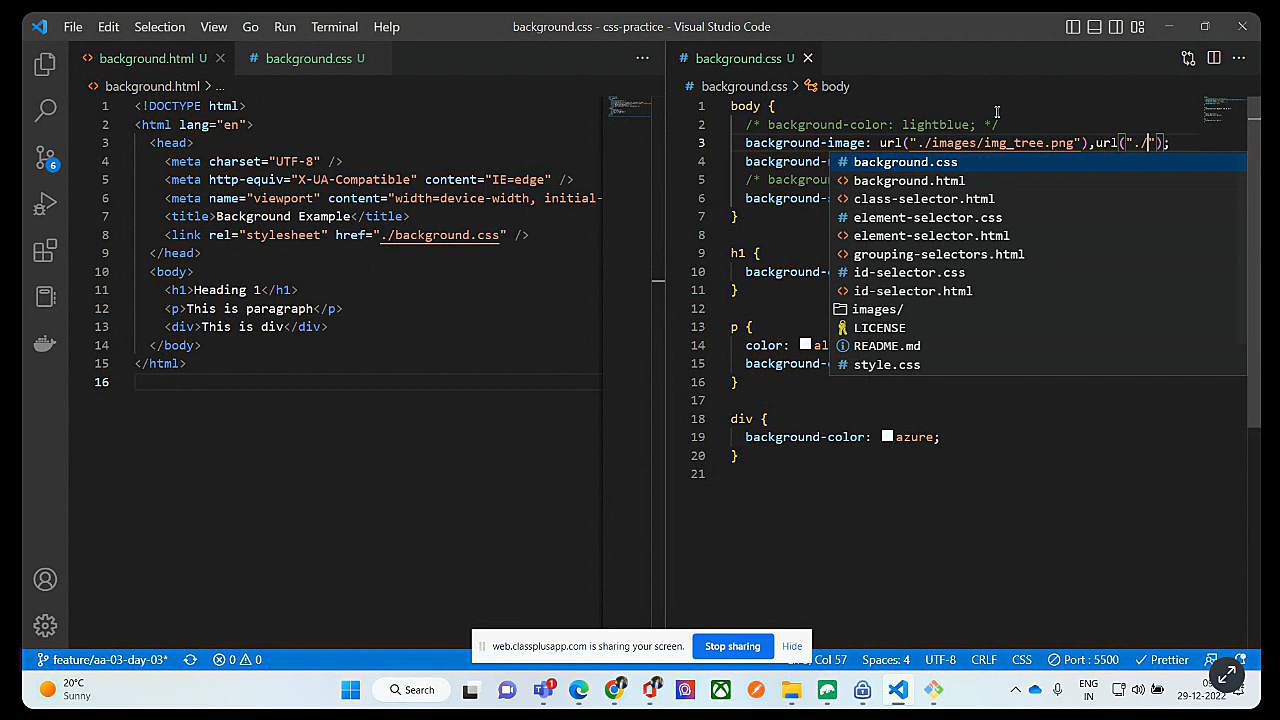 File Edit Selection View Go Run Terminal Help background.css - css-practice - Visual Studio Code
background.html U
background.css U
background.css U
background.html > ...
background.css > body
1 <!DOCTYPE html>
2 <html lang="en">
3 <head>
4 <meta charset="UTF-8" />
5 <meta http-equiv="X-UA-Compatible" content="IE=edge" />
6 <meta name="viewport" content="width=device-width, initial-
7 <title>Background Example</title>
8 <link rel="stylesheet" href="./background.css" />
9 </head>
10 <body>
11 <h1>Heading 1</h1>
12 <p>This is paragraph</p>
13 <div>This is div</div>
14 </body>
15 </html>
16
1 body {
2 /* background-color: lightblue; */
3 background-image: url("./images/img_tree.png"),url("./");
4 background-
5 /* backgrou
6 background-
7 }
8
9 h1 {
10 background-
11 }
12
13 p {
14 color: al
15 background-
16 }
17
18 div {
19 background-color: azure;
20 }
21
background.css
background.html
class-selector.html
element-selector.css
element-selector.html
grouping-selectors.html
id-selector.css
id-selector.html
images/
LICENSE
README.md
style.css
web.classplusapp.com is sharing your screen. Stop sharing Hide
6
feature/aa-03-day-03* 0 0 Col 57 Spaces: 4 UTF-8 CRLF CSS Port : 5500 Prettier
20°C
Sunny
Search
1
ENG
IN
29-12-2022